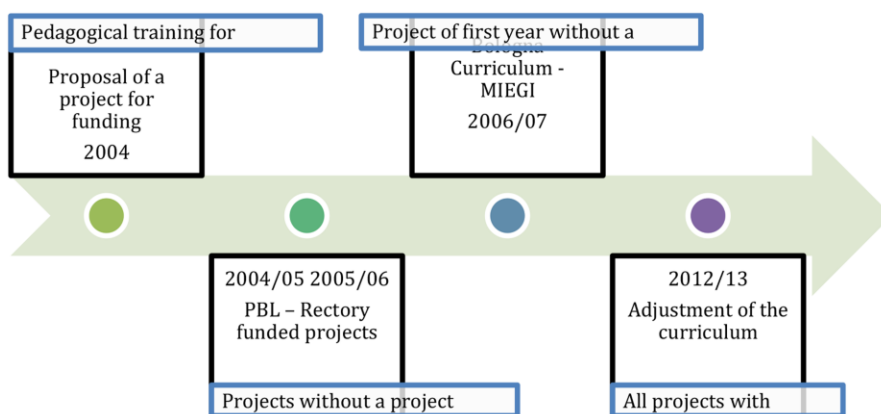 Pedagogical training for
Proposal of a
project for
funding
2004
Project of first year without a
Bologna
Curriculum -
MIEGI
2006/07
2004/05 2005/06
PBL – Rectory
funded projects
Projects without a project
2012/13
Adjustment of the
curriculum
All projects with